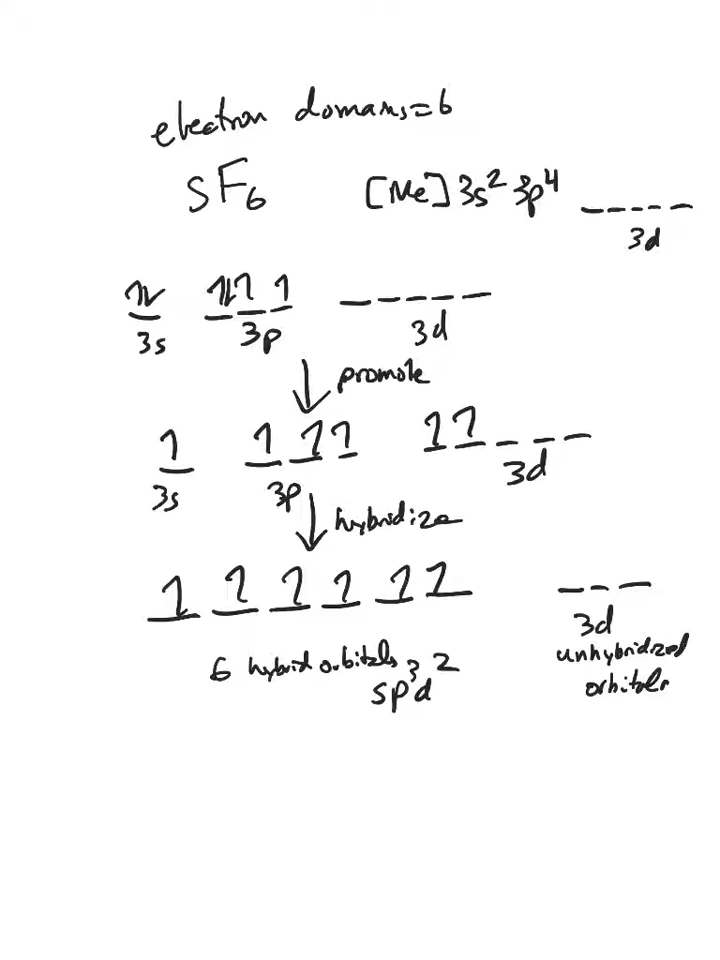 electron domains=6
SF6 [Ne]3s² 3p⁴
3d
3s 3p 3d
promote
3s 3p 3d
hybridize
3d
6 hybrid orbitals unhybridized
sp³d² orbitals